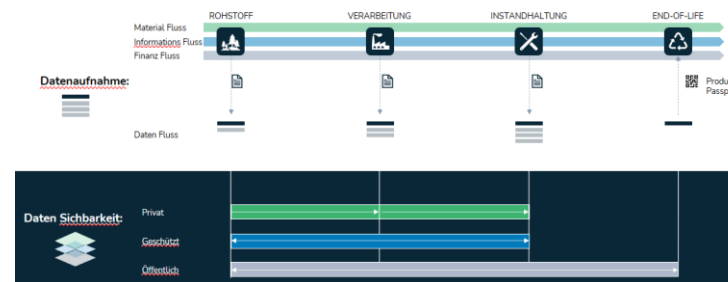 ROHSTOFF VERARBEITUNG INSTANDHALTUNG END-OF-LIFE
Material Fluss
Informations Fluss
Finanz Fluss
Datenaufnahme:
Produ
Passp
Daten Fluss
Daten Sichbarkeit:
Privat
Geschützt
Öffentlich